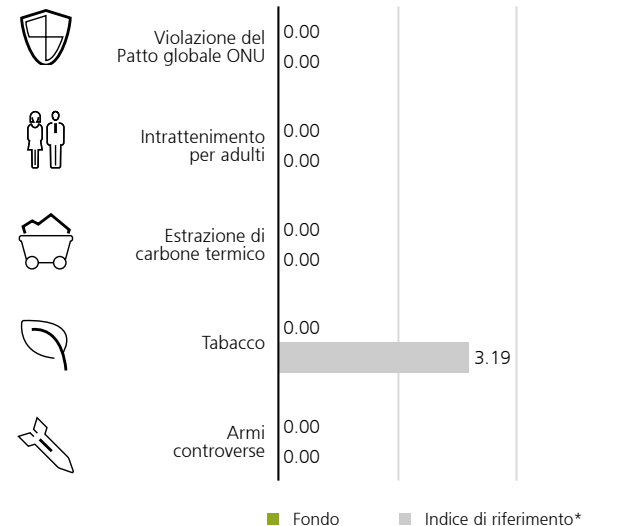 Violazione del
Patto globale ONU
0.00
0.00
Intrattenimento
per adulti
0.00
0.00
Estrazione di
carbone termico
0.00
0.00
Tabacco
0.00
3.19
Armi
controverse
0.00
0.00
Fondo
Indice di riferimento*